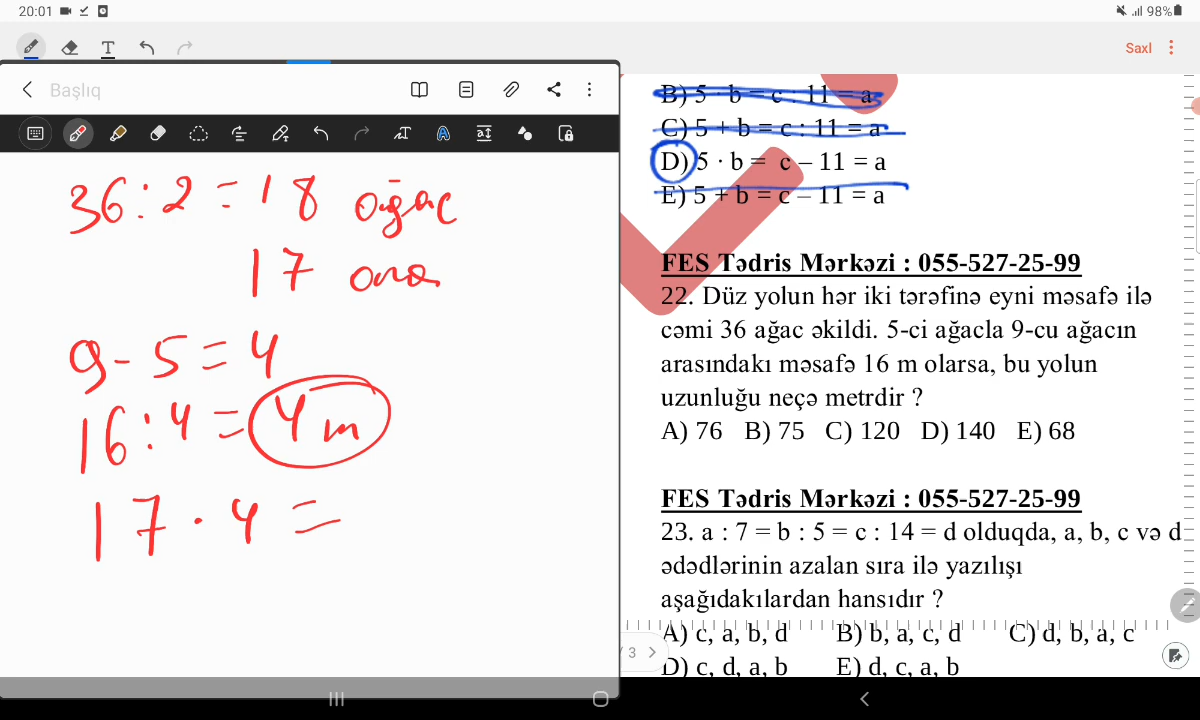 20:01
98%
Saxl
Başlıq
36 : 2 = 18 ağac
17 ara
9 - 5 = 4
16 : 4 = 4 m
17 · 4 =
B) 5 · b = c : 11 = a
C) 5 + b = c : 11 = a
D) 5 · b = c – 11 = a
E) 5 + b = c – 11 = a
FES Tədris Mərkəzi : 055-527-25-99
22. Düz yolun hər iki tərəfinə eyni məsafə ilə
cəmi 36 ağac əkildi. 5-ci ağacla 9-cu ağacın
arasındakı məsafə 16 m olarsa, bu yolun
uzunluğu neçə metrdir ?
A) 76 B) 75 C) 120 D) 140 E) 68
FES Tədris Mərkəzi : 055-527-25-99
23. a : 7 = b : 5 = c : 14 = d olduqda, a, b, c və d
ədədlərinin azalan sıra ilə yazılışı
aşağıdakılardan hansıdır ?
A) c, a, b, d B) b, a, c, d C) d, b, a, c
D) c, d, a, b E) d, c, a, b
/ 3